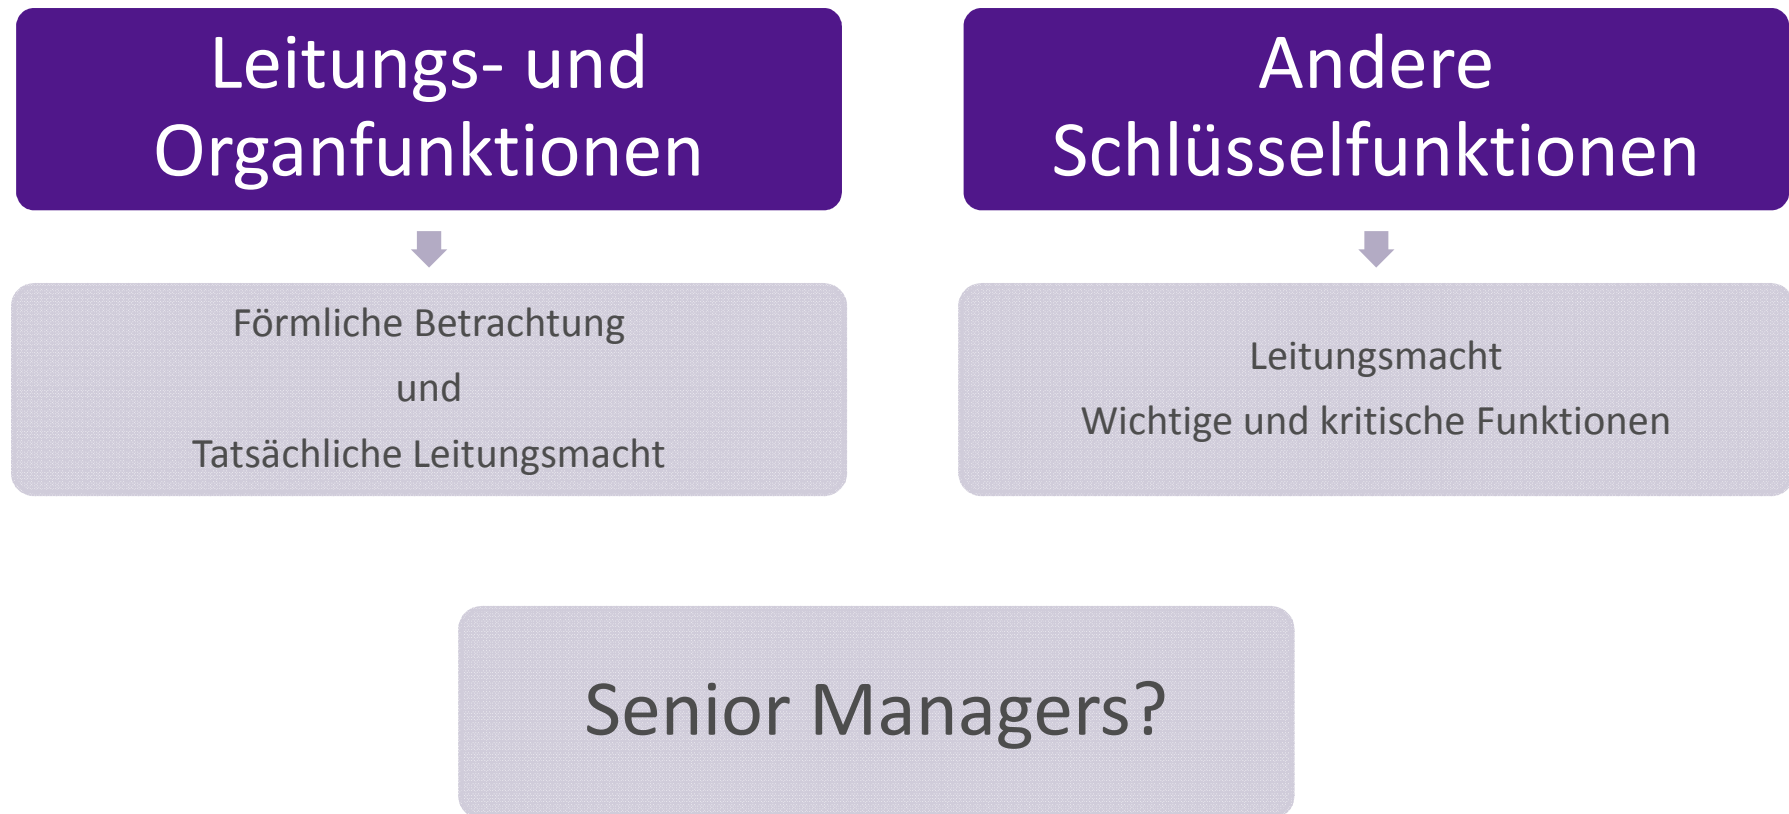 Leitungs- und
Organfunktionen
Förmliche Betrachtung
und
Tatsächliche Leitungsmacht
Andere
Schlüsselfunktionen
Leitungsmacht
Wichtige und kritische Funktionen
Senior Managers?